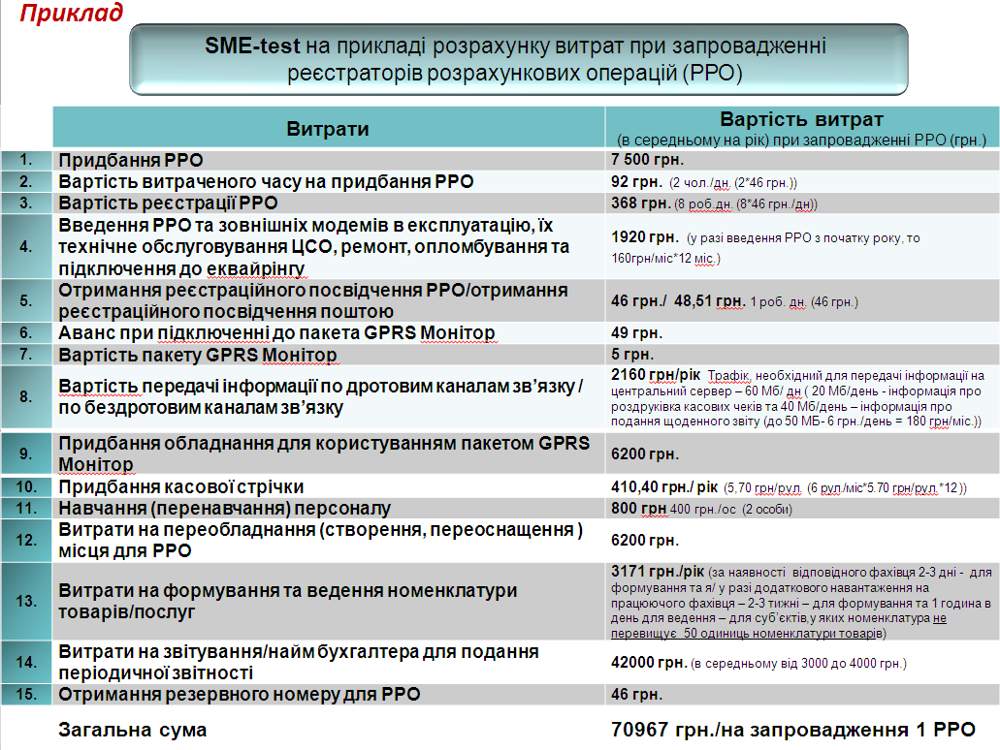 Приклад
SME-test на прикладі розрахунку витрат при запровадженні
реєстраторів розрахункових операцій (РРО)
Витрати
Вартість витрат
(в середньому на рік) при запровадженні РРО (грн.)
1.
Придбання РРО
7 500 грн.
2.
Вартість витраченого часу на придбання РРО
92 грн. (2 чол./дн. (2*46 грн.))
3.
Вартість реєстрації РРО
368 грн. (8 роб.дн. (8*46 грн./дн))
4.
Введення РРО та зовнішніх модемів в експлуатацію, їх
технічне обслуговування ЦСО, ремонт, опломбування та
підключення до еквайрінгу
1920 грн. (у разі введення РРО з початку року, то
160грн/міс*12 міс.)
5.
Отримання реєстраційного посвідчення РРО/отримання
реєстраційного посвідчення поштою
46 грн./ 48,51 грн. 1 роб. дн. (46 грн.)
6.
Аванс при підключенні до пакета GPRS Монітор
49 грн.
7.
Вартість пакету GPRS Монітор
5 грн.
8.
Вартість передачі інформації по дротовим каналам зв’язку /
по бездротовим каналам зв’язку
2160 грн/рік Трафік, необхідний для передачі інформації на
центральний сервер – 60 Мб/ дн ( 20 Мб/день - інформація про
роздруківка касових чеків та 40 Мб/день – інформація про
подання щоденного звіту (до 50 МБ- 6 грн./день = 180 грн/міс.))
9.
Придбання обладнання для користуванням пакетом GPRS
Монітор
6200 грн.
10.
Придбання касової стрічки
410,40 грн./ рік (5,70 грн/рул. (6 рул./міс*5.70 грн/рул.*12 ))
11.
Навчання (перенавчання) персоналу
800 грн 400 грн./ос (2 особи)
12.
Витрати на переобладнання (створення, переоснащення )
місця для РРО
6200 грн.
13.
Витрати на формування та ведення номенклатури
товарів/послуг
3171 грн./рік (за наявності відповідного фахівця 2-3 дні - для
формування та я/ у разі додаткового навантаження на
працюючого фахівця – 2-3 тижні – для формування та 1 година в
день для ведення – для суб’єктів,у яких номенклатура не
перевищує 50 одиниць номенклатури товарів)
14.
Витрати на звітування/найм бухгалтера для подання
періодичної звітності
42000 грн. (в середньому від 3000 до 4000 грн.)
15.
Отримання резервного номеру для РРО
46 грн.
Загальна сума
70967 грн./на запровадження 1 РРО